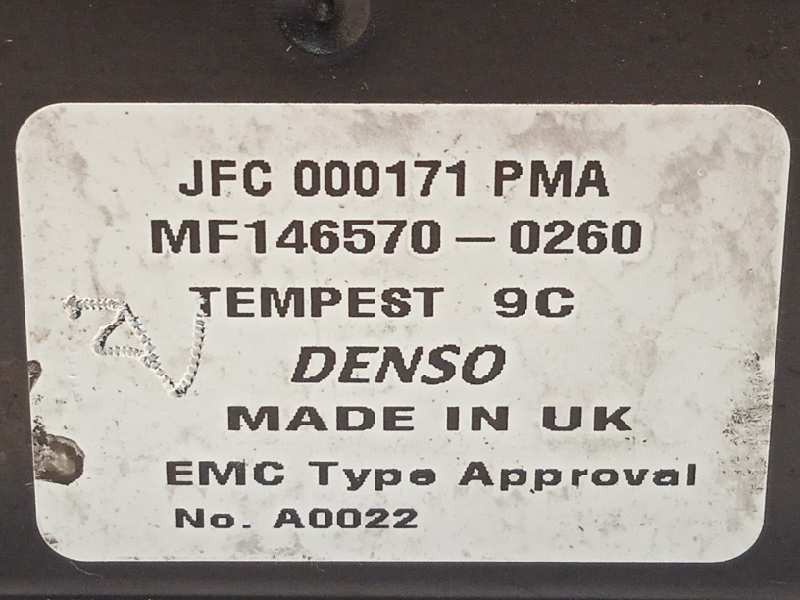 JFC 000171 PMA
MF146570-0260
TEMPEST 9C
DENSO
MADE IN UK
EMC Type Approval
No. A0022